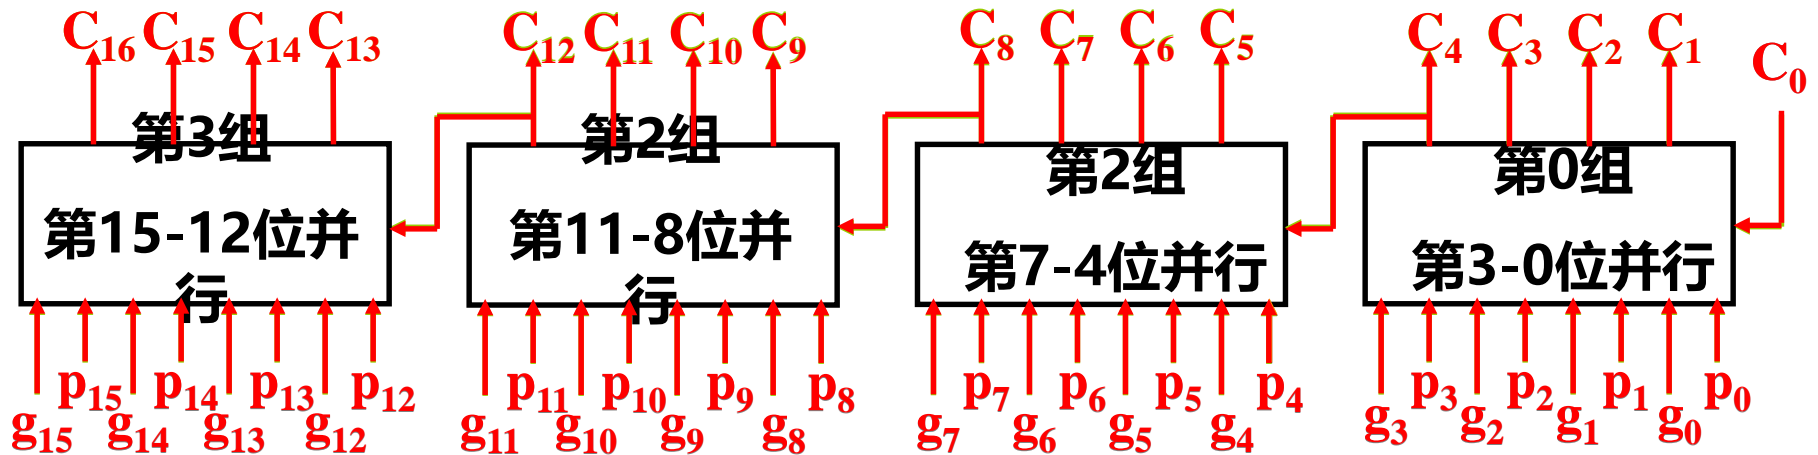 C16 C15 C14 C13 C12 C11 C10 C9 C8 C7 C6 C5 C4 C3 C2 C1 C0
第3组 第2组 第2组 第0组
第15-12位并行 第11-8位并行 第7-4位并行 第3-0位并行
p15 p14 p13 p12 p11 p10 p9 p8 p7 p6 p5 p4 p3 p2 p1 p0
g15 g14 g13 g12 g11 g10 g9 g8 g7 g6 g5 g4 g3 g2 g1 g0